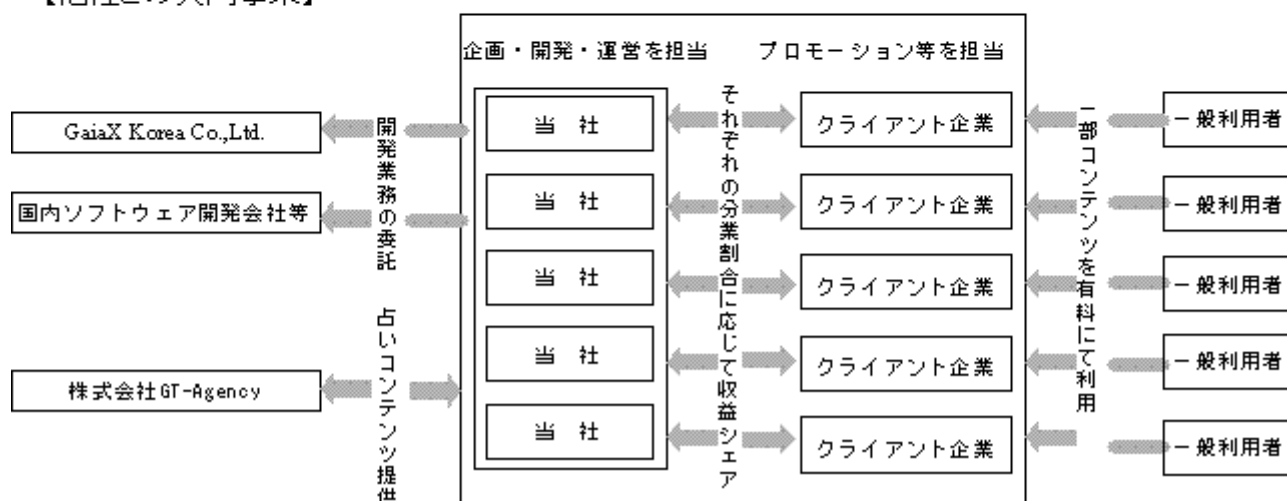 企画・開発・運営を担当
プロモーション等を担当
GaiaX Korea Co.,Ltd.
国内ソフトウェア開発会社等
株式会社GT-Agency
開発業務の委託
占いコンテンツ提供
当 社
当 社
当 社
当 社
当 社
それぞれの分業割合に応じて収益シェア
クライアント企業
クライアント企業
クライアント企業
クライアント企業
クライアント企業
一部コンテンツを有料にて利用
一般利用者
一般利用者
一般利用者
一般利用者
一般利用者